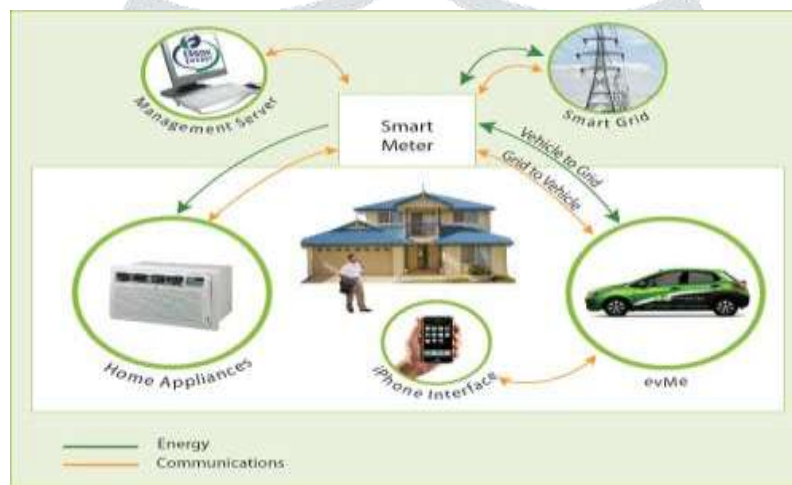 Management Server
Smart Grid
Smart
Meter
Vehicle to Grid
Grid to Vehicle
Home Appliances
iPhone Interface
evMe
Energy
Communications